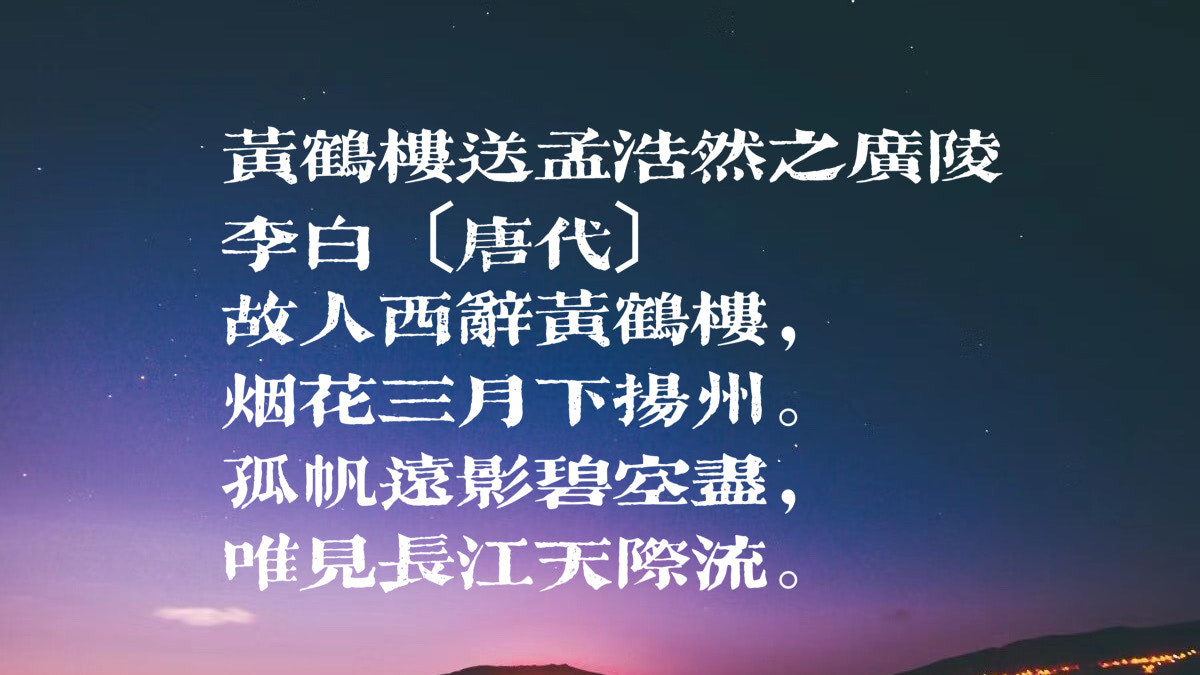 黃鶴樓送孟浩然之廣陵
李白〔唐代〕
故人西辭黃鶴樓，
烟花三月下揚州。
孤帆遠影碧空盡，
唯見長江天際流。